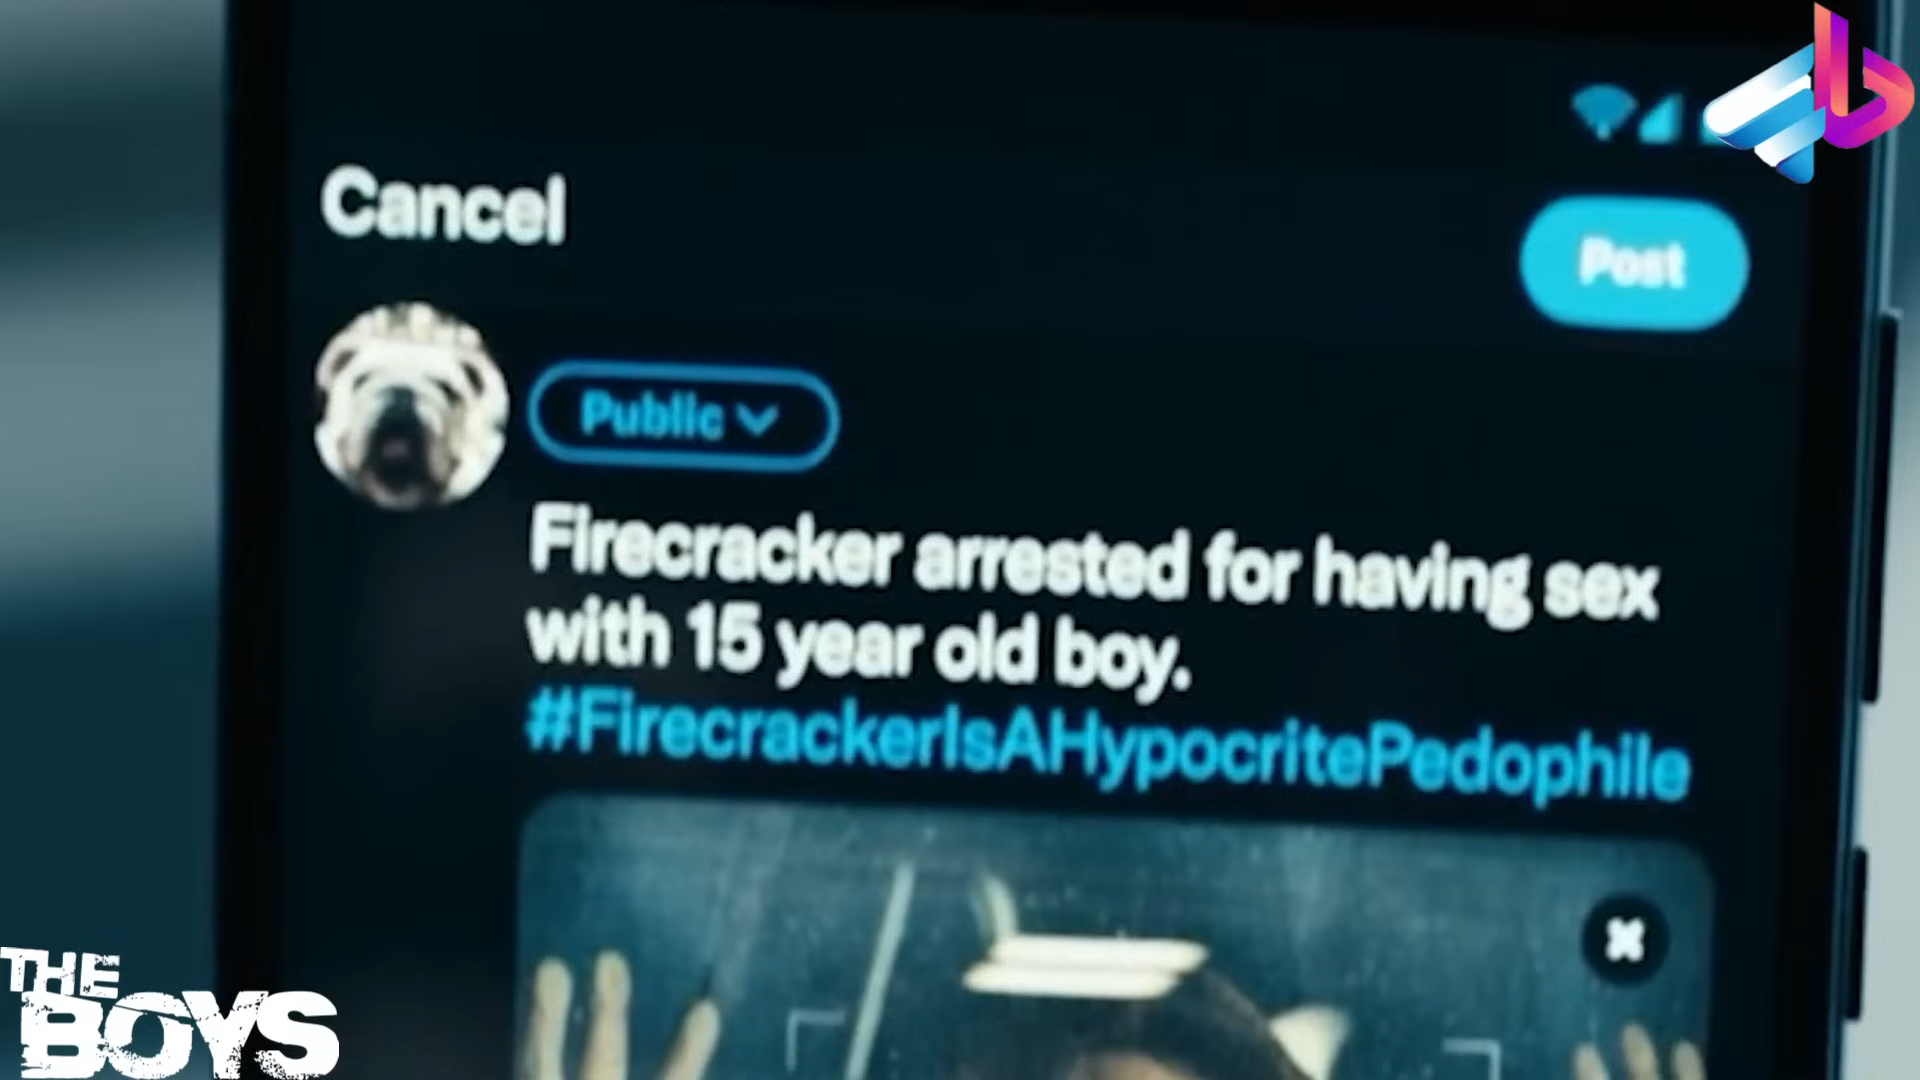 Cancel
Post
Public
Firecracker arrested for having sex
with 15 year old boy.
#FirecrackerIsAHypocritePedophile
THE
BOYS